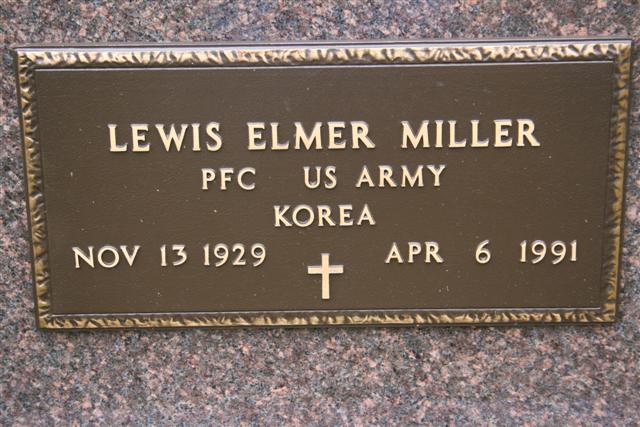 LEWIS ELMER MILLER
PFC US ARMY
KOREA
NOV 13 1929 APR 6 1991